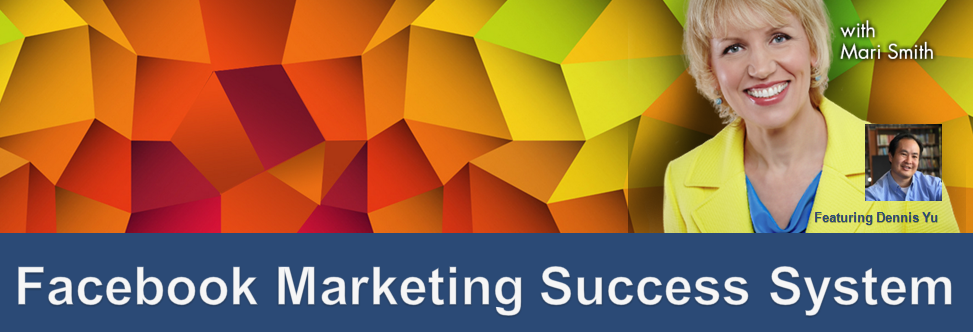 with
Mari Smith
Featuring Dennis Yu
Facebook Marketing Success System